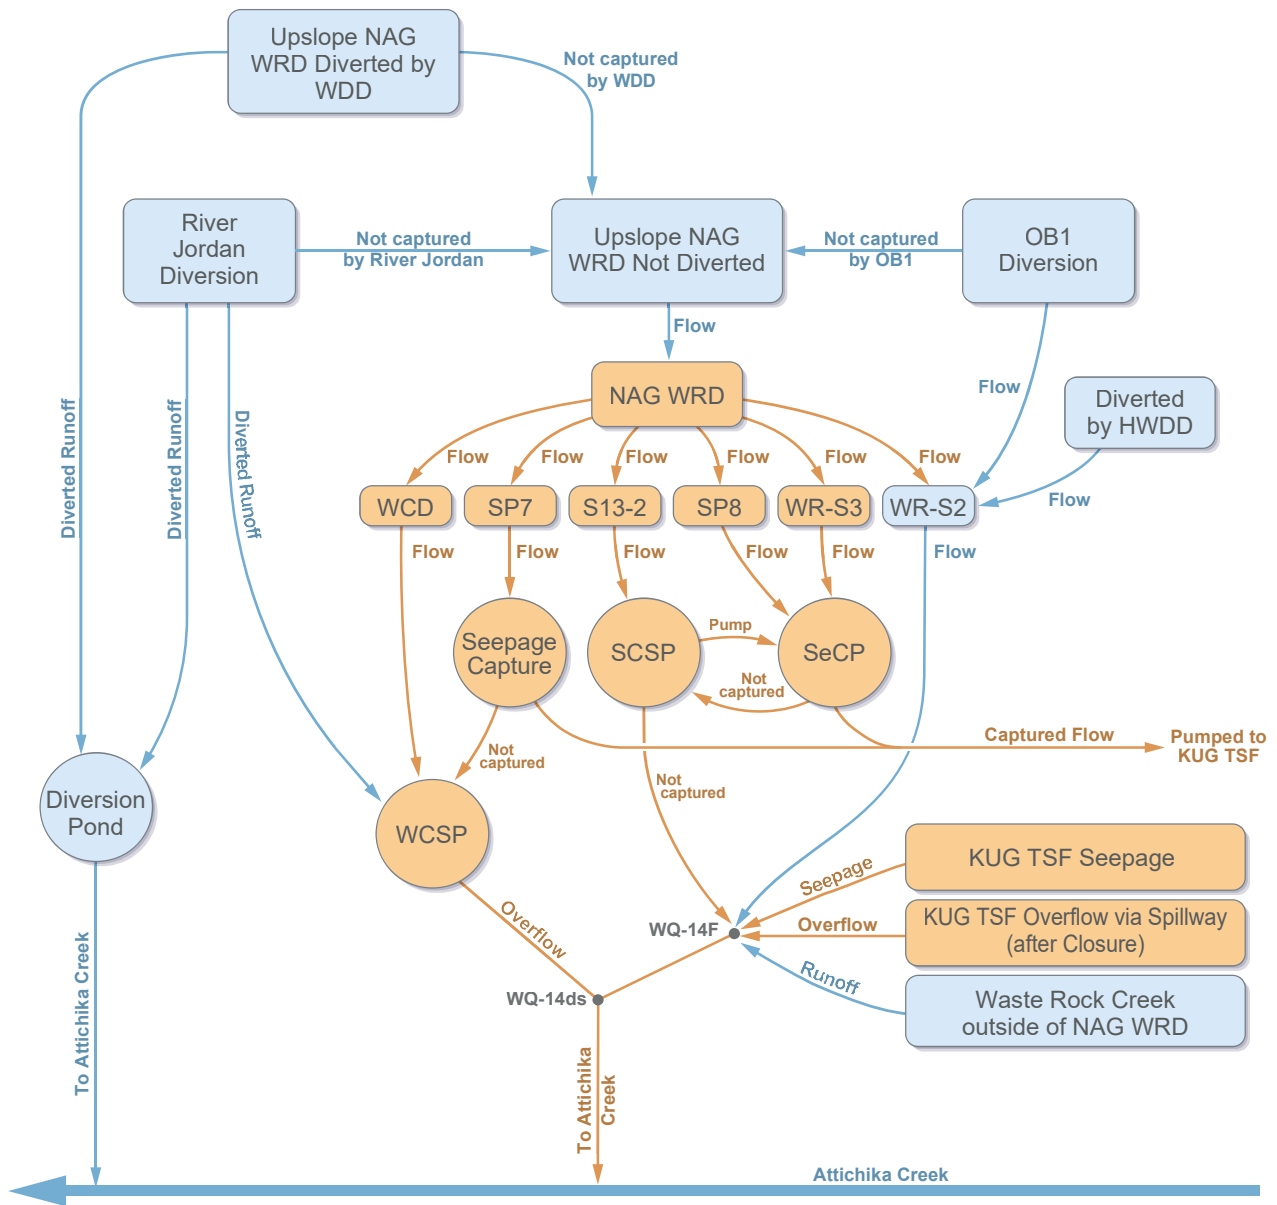 Upslope NAG
WRD Diverted by
WDD
Not captured
by WDD
River
Jordan
Diversion
Not captured
by River Jordan
Upslope NAG
WRD Not Diverted
Not captured
by OB1
OB1
Diversion
Flow
NAG WRD
Flow
Diverted
by HWDD
Diverted Runoff
Diverted Runoff
Diverted Runoff
Flow
Flow
Flow
Flow
Flow
Flow
Flow
WCD
SP7
S13-2
SP8
WR-S3
WR-S2
Flow
Flow
Flow
Flow
Flow
Flow
Seepage
Capture
SCSP
Pump
SeCP
Not
captured
Not
captured
Captured Flow
Pumped to
KUG TSF
Not
captured
Diversion
Pond
WCSP
KUG TSF Seepage
Seepage
Overflow
WQ-14F
Overflow
KUG TSF Overflow via Spillway
(after Closure)
Runoff
Waste Rock Creek
outside of NAG WRD
WQ-14ds
To Attichika Creek
To Attichika
Creek
Attichika Creek